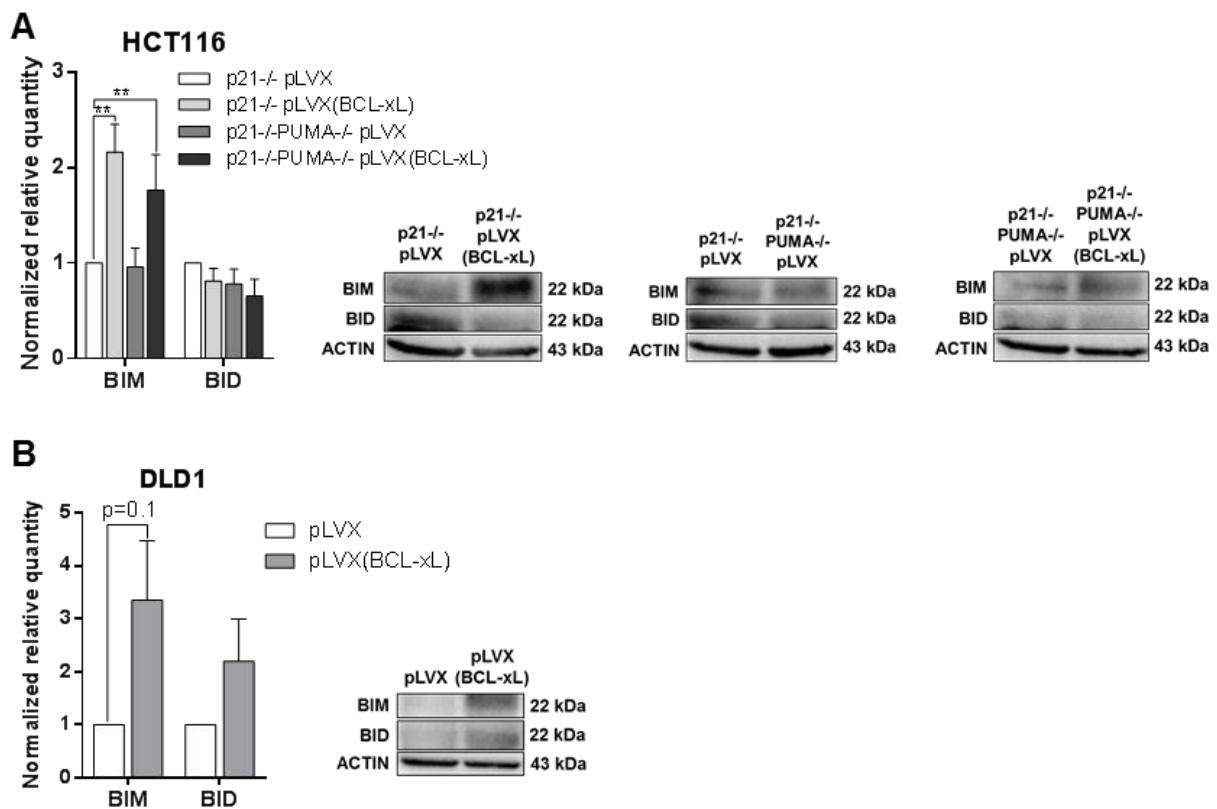 A
HCT116
Normalized relative quantity
3
2
1
0
**
**
p21-/- pLVX
p21-/- pLVX(BCL-xL)
p21-/-PUMA-/- pLVX
p21-/-PUMA-/- pLVX(BCL-xL)
BIM
BID
p21-/-
pLVX
p21-/-
pLVX
(BCL-xL)
BIM
22 kDa
BID
22 kDa
ACTIN
43 kDa
p21-/-
pLVX
p21-/-
PUMA-/-
pLVX
BIM
22 kDa
BID
22 kDa
ACTIN
43 kDa
p21-/-
PUMA-/-
pLVX
p21-/-
PUMA-/-
pLVX
(BCL-xL)
BIM
22 kDa
BID
22 kDa
ACTIN
43 kDa
B
DLD1
Normalized relative quantity
5
4
3
2
1
0
p=0.1
pLVX
pLVX(BCL-xL)
BIM
BID
pLVX
pLVX
(BCL-xL)
BIM
22 kDa
BID
22 kDa
ACTIN
43 kDa